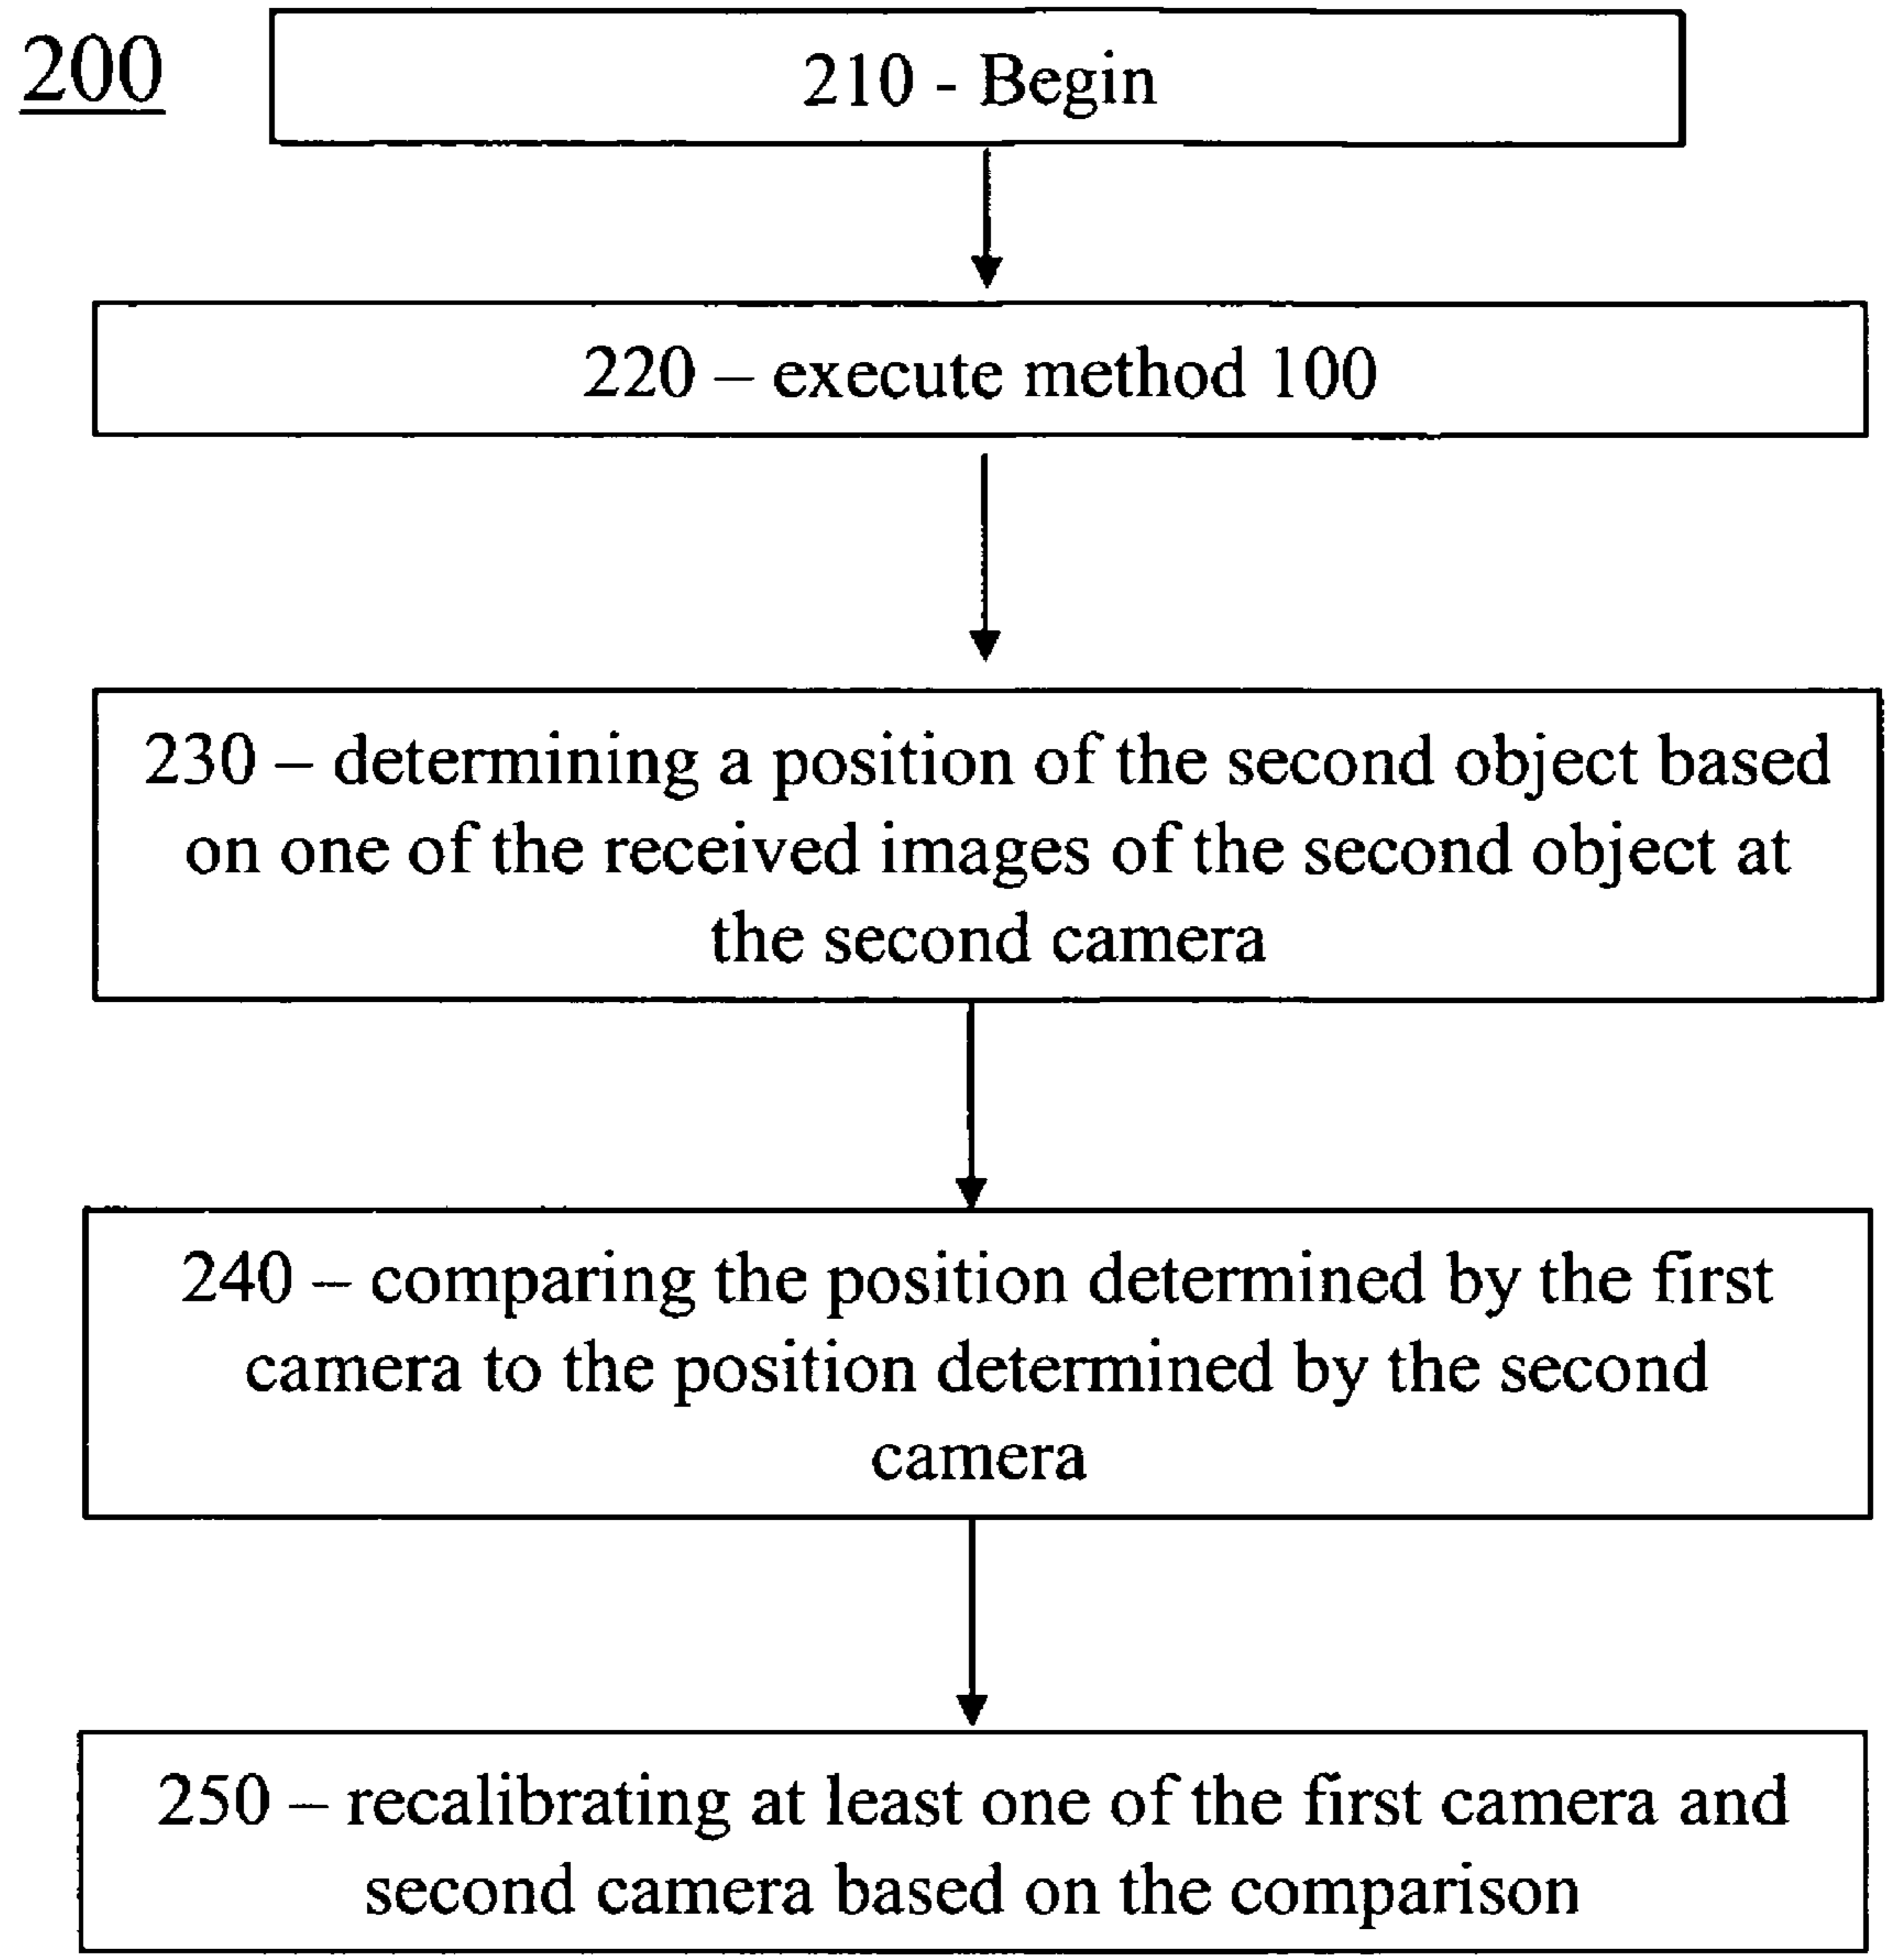 200
210 - Begin
220 – execute method 100
230 – determining a position of the second object based
on one of the received images of the second object at
the second camera
240 – comparing the position determined by the first
camera to the position determined by the second
camera
250 – recalibrating at least one of the first camera and
second camera based on the comparison